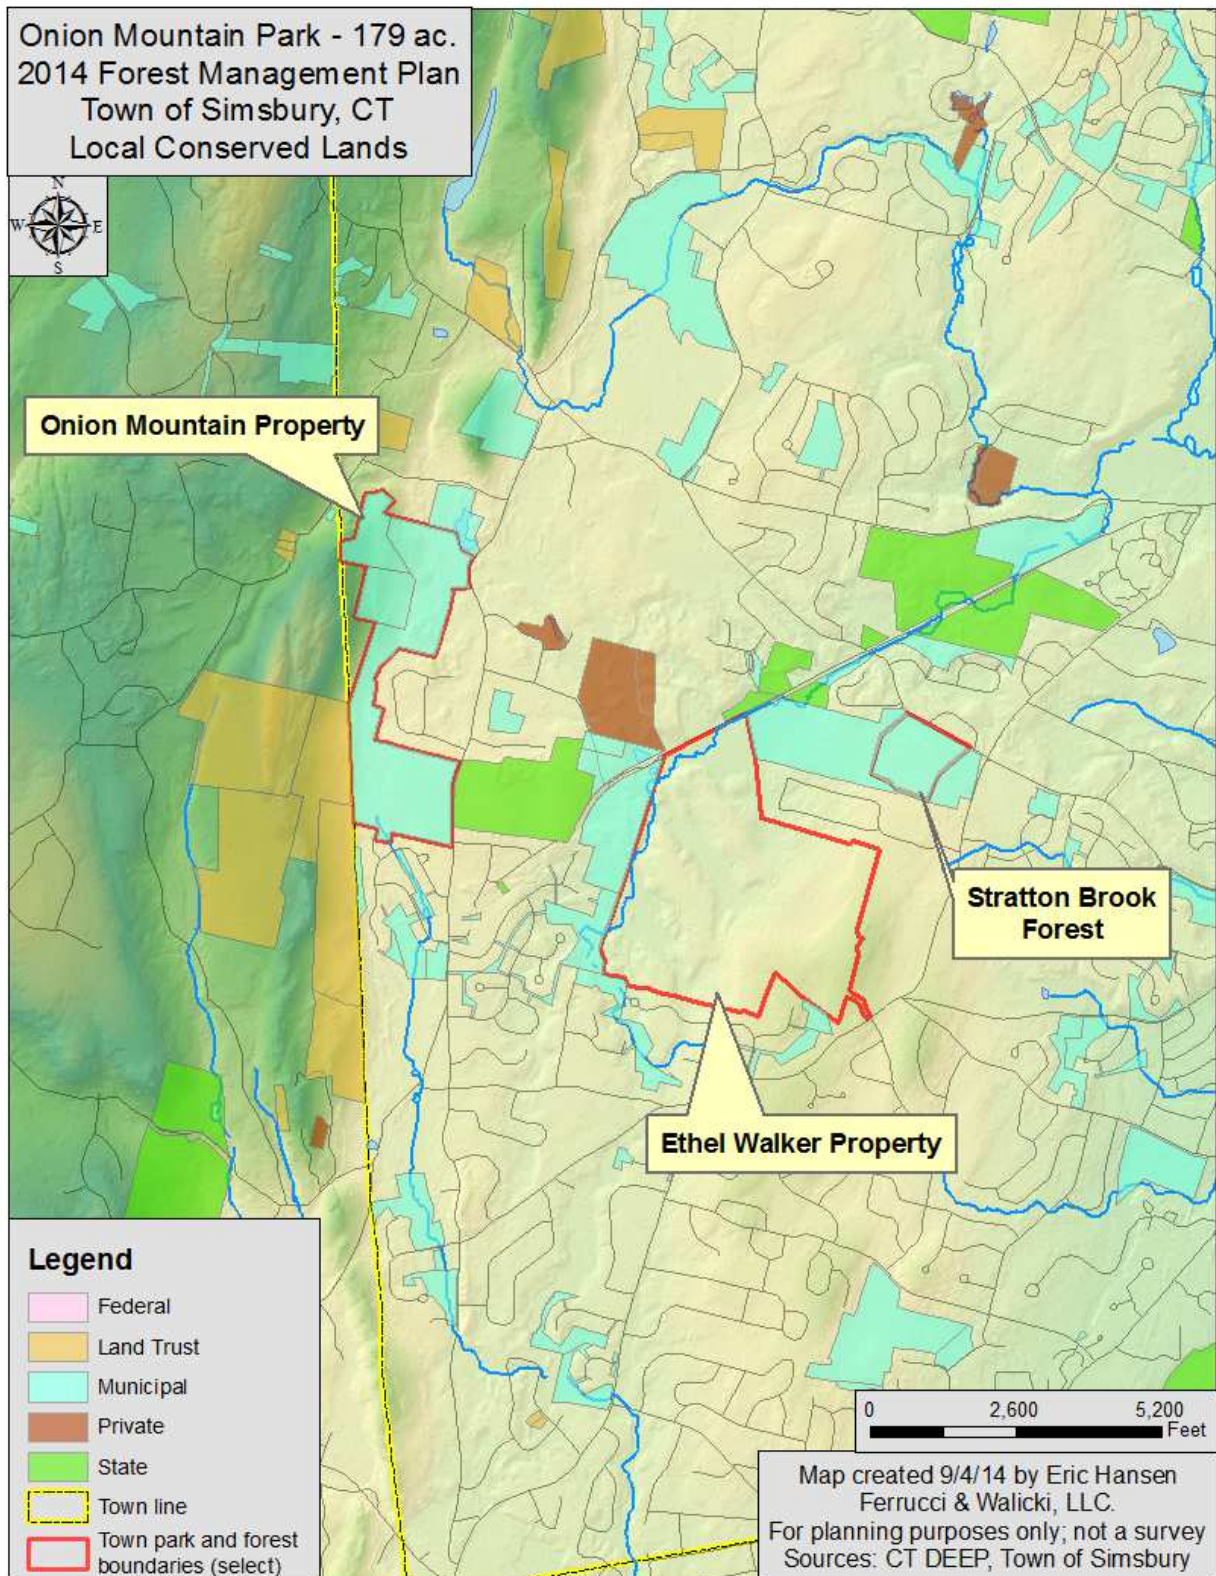 Onion Mountain Park - 179 ac.
2014 Forest Management Plan
Town of Simsbury, CT
Local Conserved Lands
N
W E
S
Onion Mountain Property
Stratton Brook
Forest
Ethel Walker Property
Legend
Federal
Land Trust
Municipal
Private
State
Town line
Town park and forest
boundaries (select)
0 2,600 5,200
Feet
Map created 9/4/14 by Eric Hansen
Ferrucci & Walicki, LLC.
For planning purposes only; not a survey
Sources: CT DEEP, Town of Simsbury